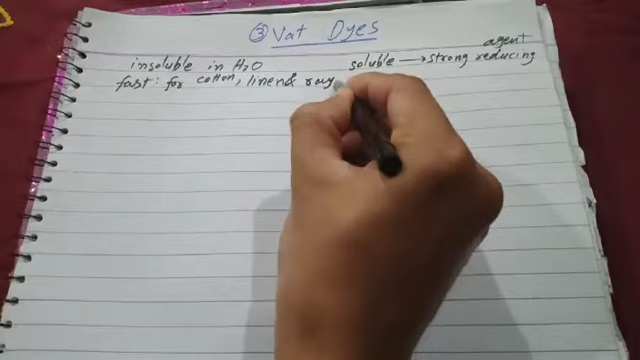 ③ Vat Dyes
insoluble in H2O soluble → strong reducing agent
fast: for cotton, linen & ray